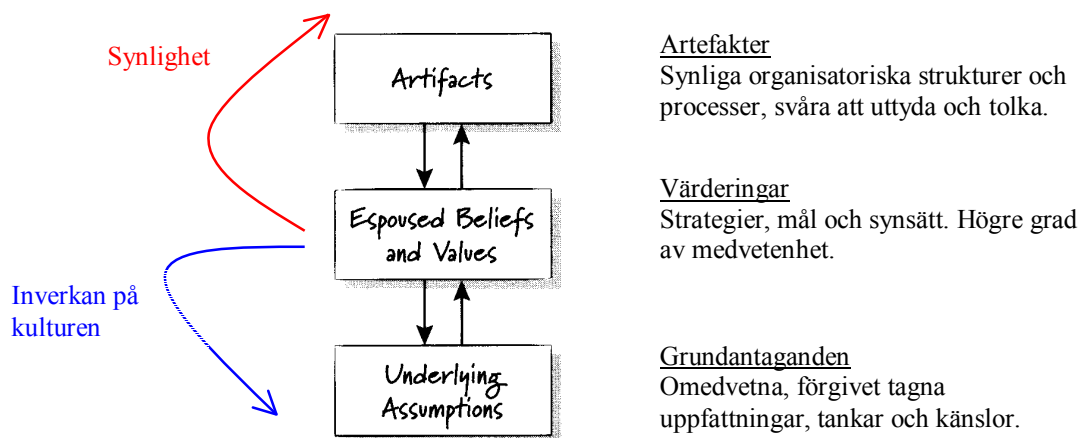 Synlighet
Artifacts
Artefakter
Synliga organisatoriska strukturer och
processer, svåra att uttyda och tolka.
Espoused Beliefs
and Values
Värderingar
Strategier, mål och synsätt. Högre grad
av medvetenhet.
Inverkan på
kulturen
Underlying
Assumptions
Grundantaganden
Omedvetna, förgivet tagna
uppfattningar, tankar och känslor.